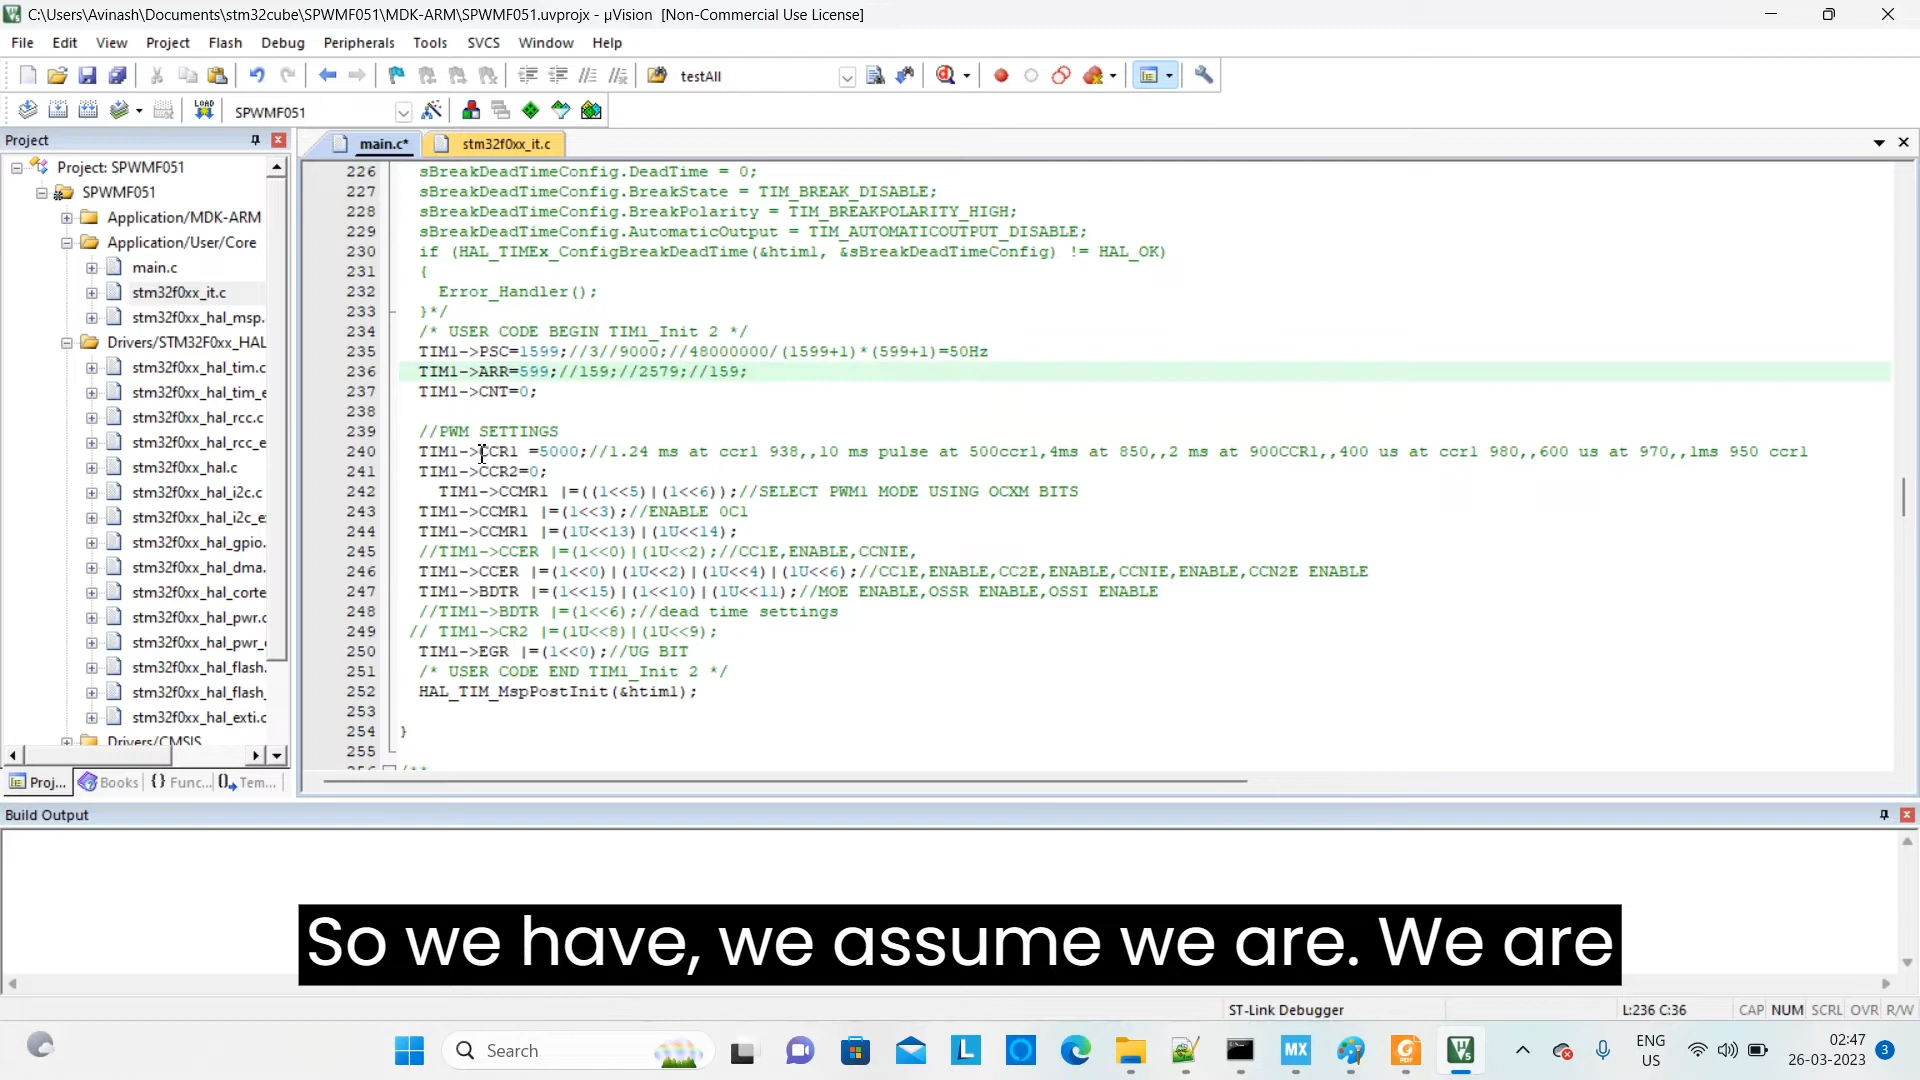 C:\Users\Avinash\Documents\stm32cube\SPWMF051\MDK-ARM\SPWMF051.uvprojx - µVision [Non-Commercial Use License]
File Edit View Project Flash Debug Peripherals Tools SVCS Window Help
testAll
LOAD SPWMF051
Project
main.c* stm32f0xx_it.c
Project: SPWMF051
SPWMF051
Application/MDK-ARM
Application/User/Core
main.c
stm32f0xx_it.c
stm32f0xx_hal_msp.
Drivers/STM32F0xx_HAL
stm32f0xx_hal_tim.c
stm32f0xx_hal_tim_e
stm32f0xx_hal_rcc.c
stm32f0xx_hal_rcc_e
stm32f0xx_hal.c
stm32f0xx_hal_i2c.c
stm32f0xx_hal_i2c_e
stm32f0xx_hal_gpio.
stm32f0xx_hal_dma.
stm32f0xx_hal_corte
stm32f0xx_hal_pwr.c
stm32f0xx_hal_pwr_
stm32f0xx_hal_flash.
stm32f0xx_hal_flash_
stm32f0xx_hal_exti.c
Drivers/CMSIS
Proj... Books {} Func... Tem...
226 sBreakDeadTimeConfig.DeadTime = 0;
227 sBreakDeadTimeConfig.BreakState = TIM_BREAK_DISABLE;
228 sBreakDeadTimeConfig.BreakPolarity = TIM_BREAKPOLARITY_HIGH;
229 sBreakDeadTimeConfig.AutomaticOutput = TIM_AUTOMATICOUTPUT_DISABLE;
230 if (HAL_TIMEx_ConfigBreakDeadTime(&htim1, &sBreakDeadTimeConfig) != HAL_OK)
231 {
232 Error_Handler();
233 }*/
234 /* USER CODE BEGIN TIM1_Init 2 */
235 TIM1->PSC=1599;//3//9000;//48000000/(1599+1)*(599+1)=50Hz
236 TIM1->ARR=599;//159;//2579;//159;
237 TIM1->CNT=0;
238
239 //PWM SETTINGS
240 TIM1->CCR1 =5000;//1.24 ms at ccr1 938,,10 ms pulse at 500ccr1,4ms at 850,,2 ms at 900CCR1,,400 us at ccr1 980,,600 us at 970,,1ms 950 ccr1
241 TIM1->CCR2=0;
242 TIM1->CCMR1 |=((1<<5)|(1<<6));//SELECT PWM1 MODE USING OCXM BITS
243 TIM1->CCMR1 |=(1<<3);//ENABLE OC1
244 TIM1->CCMR1 |=(1U<<13)|(1U<<14);
245 //TIM1->CCER |=(1<<0)|(1U<<2);//CC1E,ENABLE,CCNIE,
246 TIM1->CCER |=(1<<0)|(1U<<2)|(1U<<4)|(1U<<6);//CC1E,ENABLE,CC2E,ENABLE,CCNIE,ENABLE,CCN2E ENABLE
247 TIM1->BDTR |=(1<<15)|(1<<10)|(1U<<11);//MOE ENABLE,OSSR ENABLE,OSSI ENABLE
248 //TIM1->BDTR |=(1<<6);//dead time settings
249 // TIM1->CR2 |=(1U<<8)|(1U<<9);
250 TIM1->EGR |=(1<<0);//UG BIT
251 /* USER CODE END TIM1_Init 2 */
252 HAL_TIM_MspPostInit(&htim1);
253
254 }
255
256 /**
Build Output
So we have, we assume we are. We are
ST-Link Debugger L:236 C:36 CAP NUM SCRL OVR R/W
Search
ENG
US
02:47
26-03-2023
3